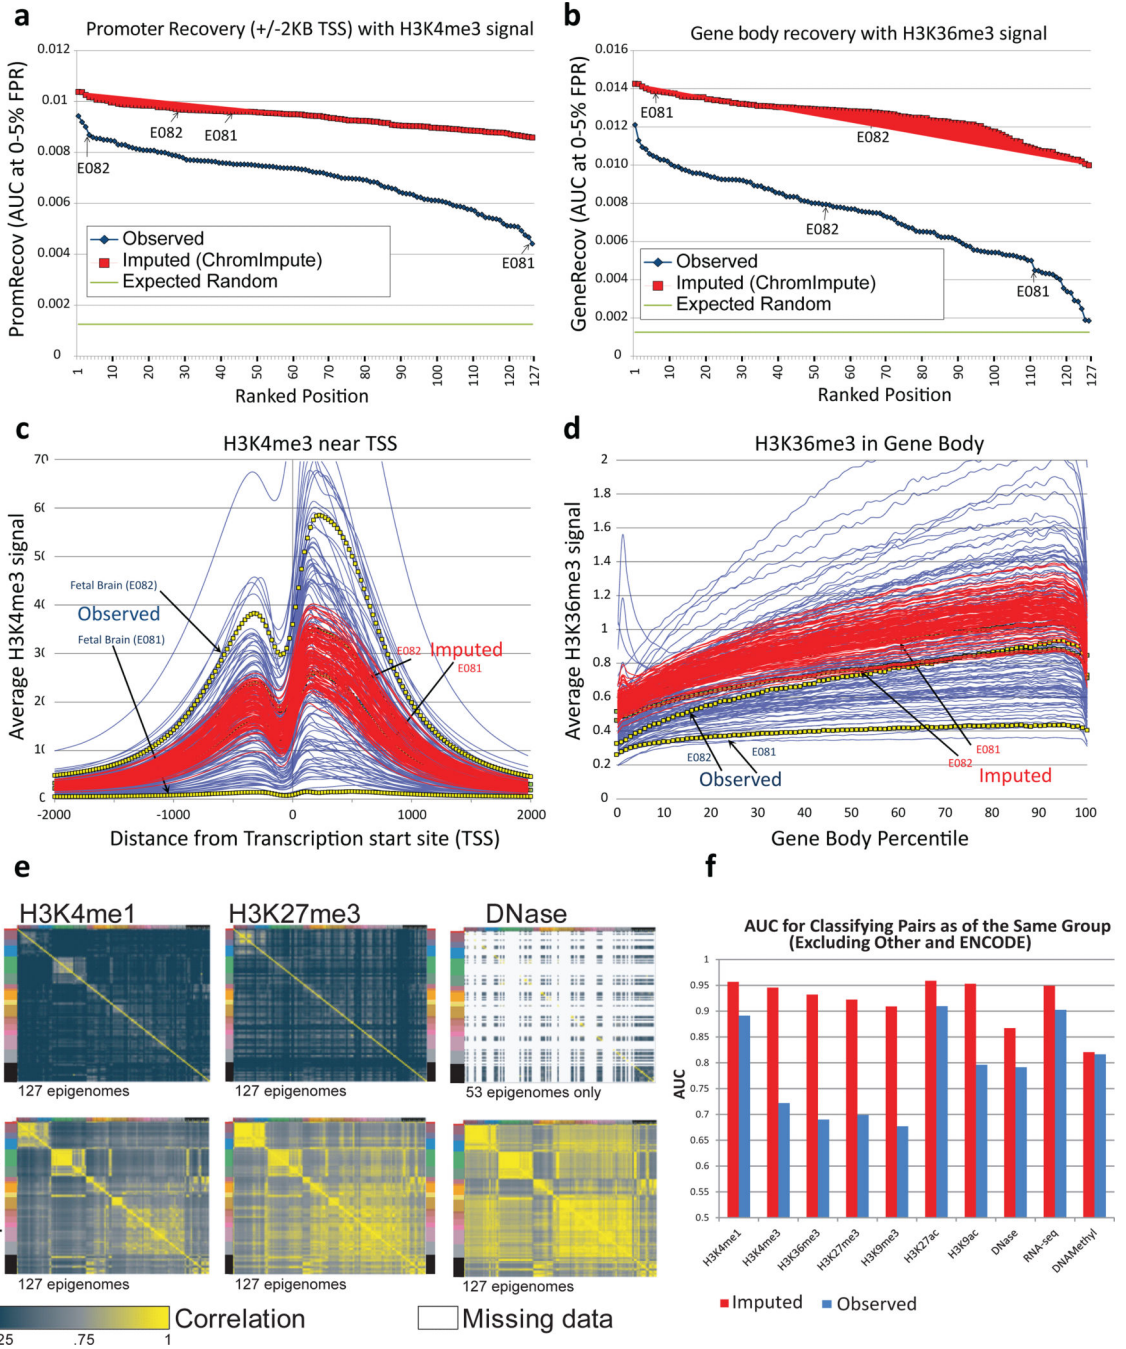 a
Promoter Recovery (+/-2KB TSS) with H3K4me3 signal
PromRecov (AUC at 0-5% FPR)
0.012
0.01
0.008
0.006
0.004
0.002
0
E082
E081
E082
E081
Observed
Imputed (ChromImpute)
Expected Random
1 10 20 30 40 50 60 70 80 90 100 110 120 127
Ranked Position
b
Gene body recovery with H3K36me3 signal
GeneRecov (AUC at 0-5% FPR)
0.016
0.014
0.012
0.010
0.008
0.006
0.004
0.002
0
E081
E082
E082
E081
Observed
Imputed (ChromImpute)
Expected Random
1 10 20 30 40 50 60 70 80 90 100 110 120 127
Ranked Position
c
H3K4me3 near TSS
Average H3K4me3 signal
70
60
50
40
30
20
10
0
Fetal Brain (E082)
Observed
Fetal Brain (E081)
E082 Imputed
E081
-2000 -1000 0 1000 2000
Distance from Transcription start site (TSS)
d
H3K36me3 in Gene Body
Average H3K36me3 signal
2
1.8
1.6
1.4
1.2
1
0.8
0.6
0.4
0.2
0
E082
E081
Observed
E081
E082
Imputed
0 10 20 30 40 50 60 70 80 90 100
Gene Body Percentile
e
H3K4me1
H3K27me3
DNase
127 epigenomes
127 epigenomes
53 epigenomes only
127 epigenomes
127 epigenomes
127 epigenomes
Correlation
25 .75 1
Missing data
f
AUC for Classifying Pairs as of the Same Group
(Excluding Other and ENCODE)
AUC
1
0.95
0.9
0.85
0.8
0.75
0.7
0.65
0.6
0.55
0.5
H3K4me1 H3K4me3 H3K36me3 H3K27me3 H3K9me3 H3K27ac H3K9ac DNase RNA-seq DNAMethyl
Imputed Observed